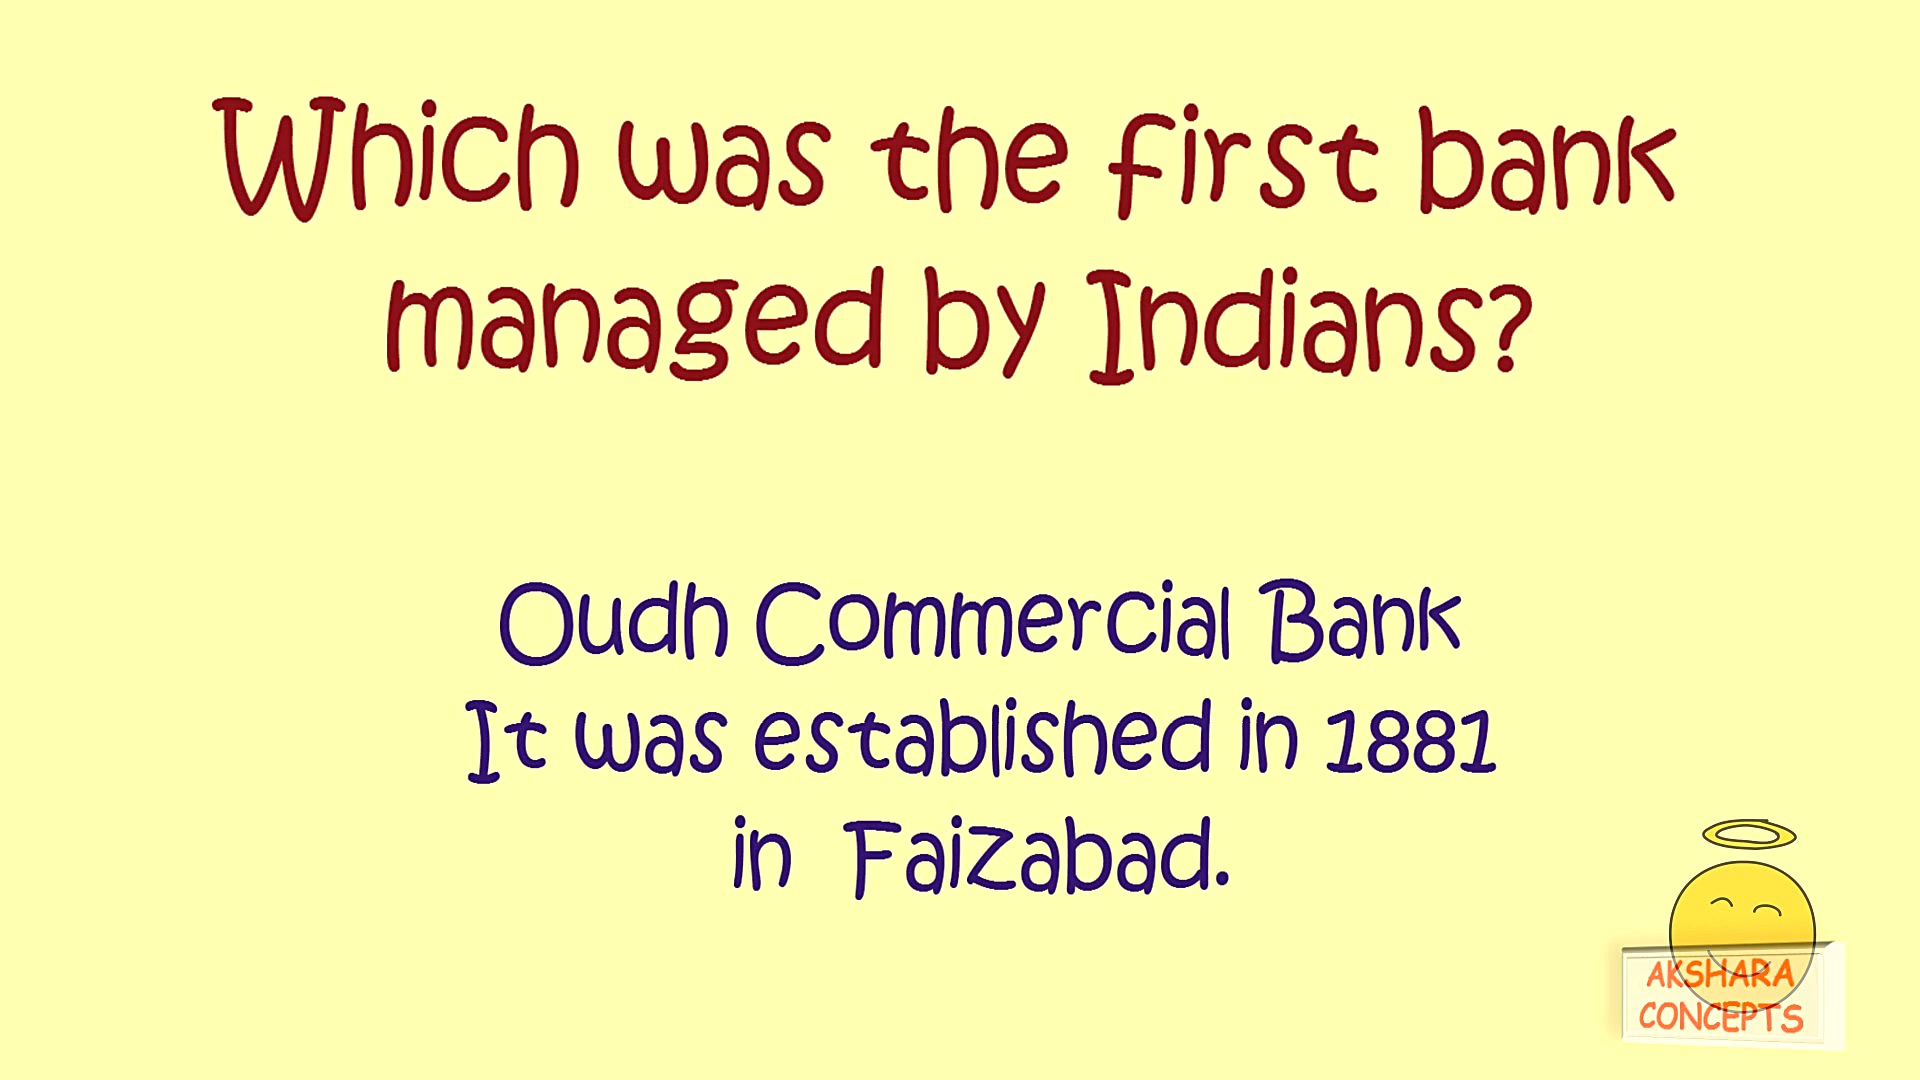 Which was the first bank
managed by Indians?
Oudh Commercial Bank
It was established in 1881
in Faizabad.
AKSHARA
CONCEPTS